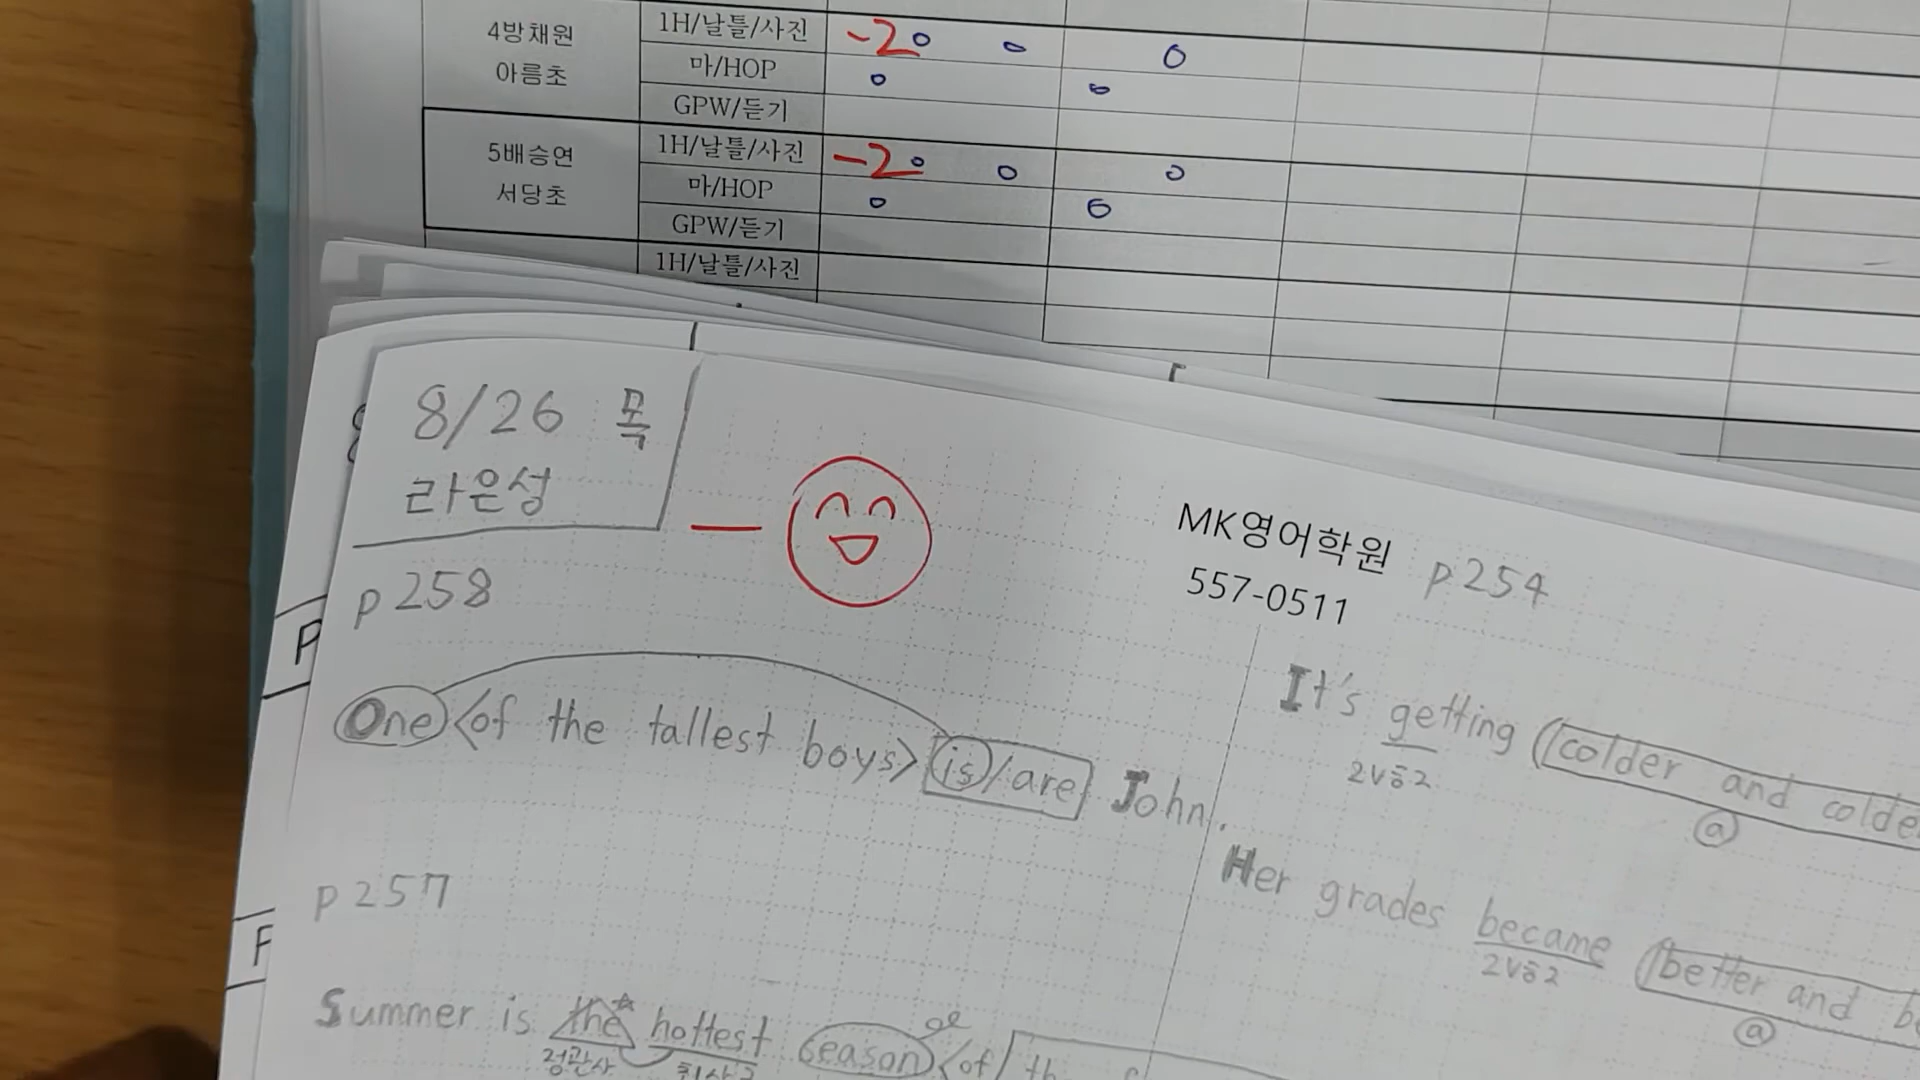 4방채원
아름초
1H/날틀/사진
-2 o o o
마/HOP
o o
GPW/듣기
5배승연
서당초
1H/날틀/사진
-2 o o o
마/HOP
o o
GPW/듣기
1H/날틀/사진
8/26 목
라은성
MK영어학원
557-0511
p258
One <of the tallest boys> is/are John.
p257
Summer is the hottest season <of
정관사
p254
It's getting (colder and colde
2V형2
ⓐ
Her grades became (better and b
2V형2
ⓐ
P
F